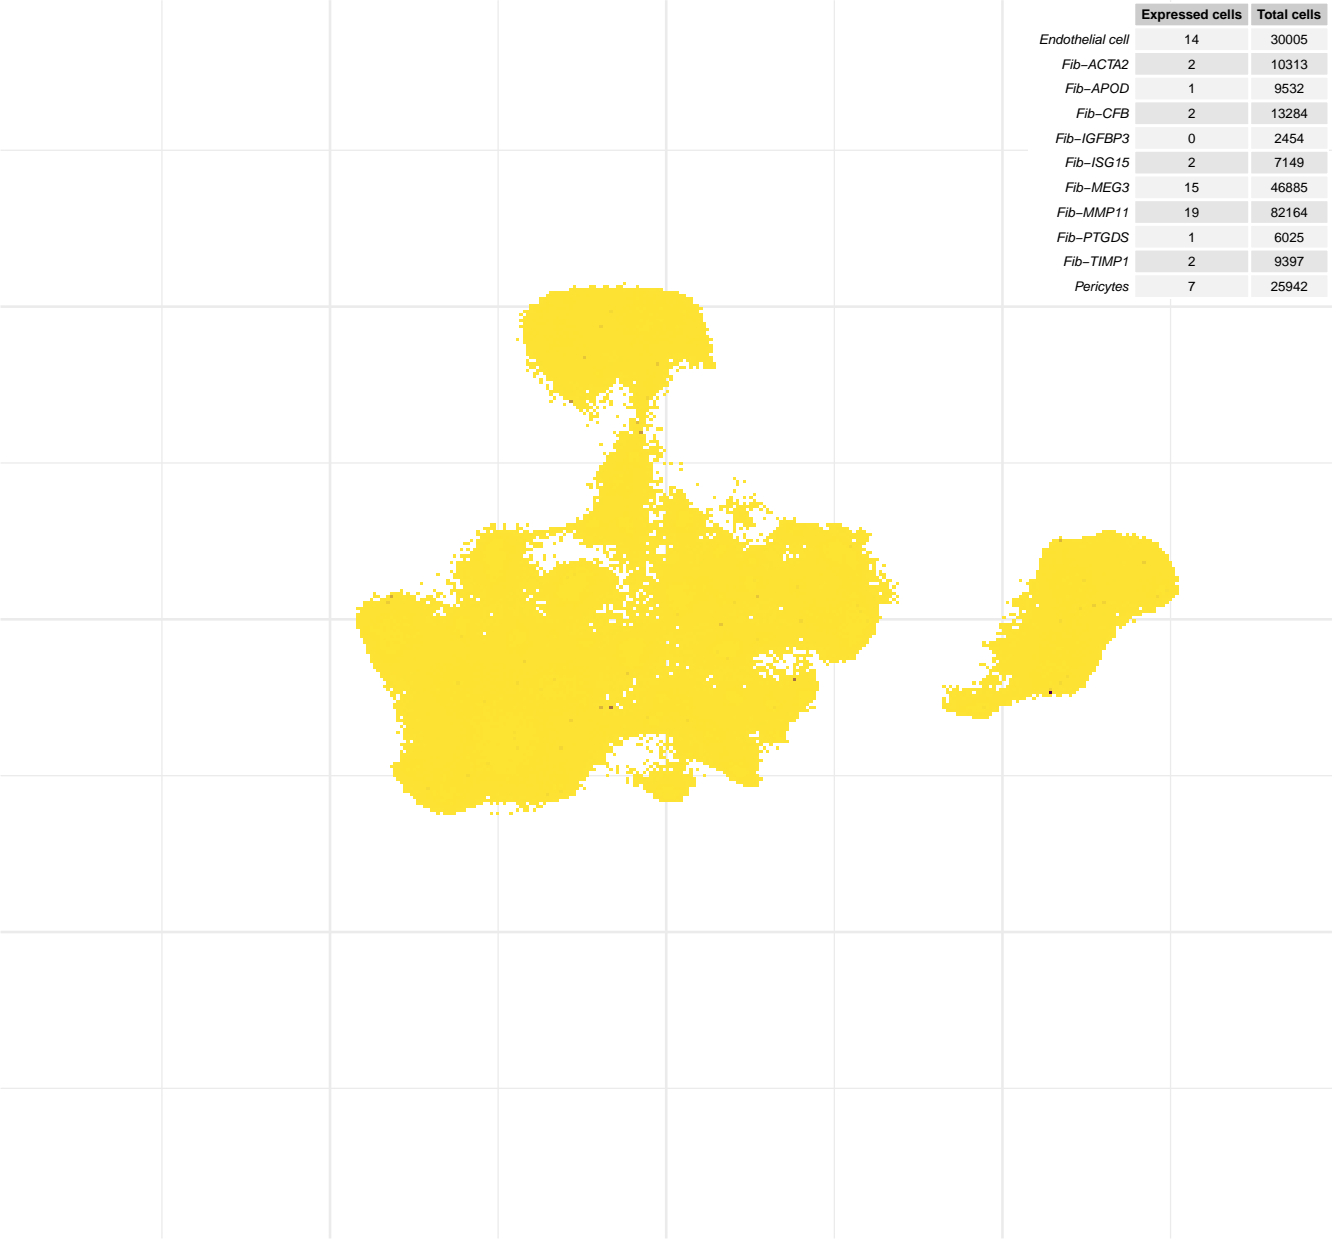 Expressed cells Total cells
Endothelial cell 14 30005
Fib−ACTA2 2 10313
Fib−APOD 1 9532
Fib−CFB 2 13284
Fib−IGFBP3 0 2454
Fib−ISG15 2 7149
Fib−MEG3 15 46885
Fib−MMP11 19 82164
Fib−PTGDS 1 6025
Fib−TIMP1 2 9397
Pericytes 7 25942